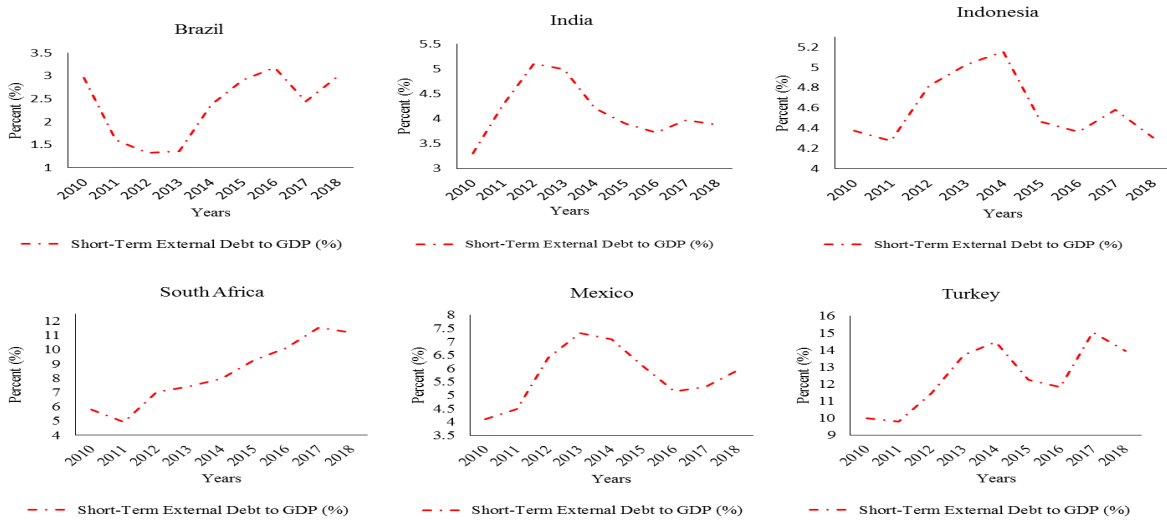 Brazil
3.5
3
2.5
2
1.5
1
Percent (%)
2010 2011 2012 2013 2014 2015 2016 2017 2018
Years
Short-Term External Debt to GDP (%)
India
5.5
5
4.5
4
3.5
3
Percent (%)
2010 2011 2012 2013 2014 2015 2016 2017 2018
Years
Short-Term External Debt to GDP (%)
Indonesia
5.2
5
4.8
4.6
4.4
4.2
4
Percent (%)
2010 2011 2012 2013 2014 2015 2016 2017 2018
Years
Short-Term External Debt to GDP (%)
South Africa
12
11
10
9
8
7
6
5
4
Percent (%)
2010 2011 2012 2013 2014 2015 2016 2017 2018
Years
Short-Term External Debt to GDP (%)
Mexico
8
7.5
7
6.5
6
5.5
5
4.5
4
3.5
Percent (%)
2010 2011 2012 2013 2014 2015 2016 2017 2018
Years
Short-Term External Debt to GDP (%)
Turkey
16
15
14
13
12
11
10
9
Percent (%)
2010 2011 2012 2013 2014 2015 2016 2017 2018
Years
Short-Term External Debt to GDP (%)